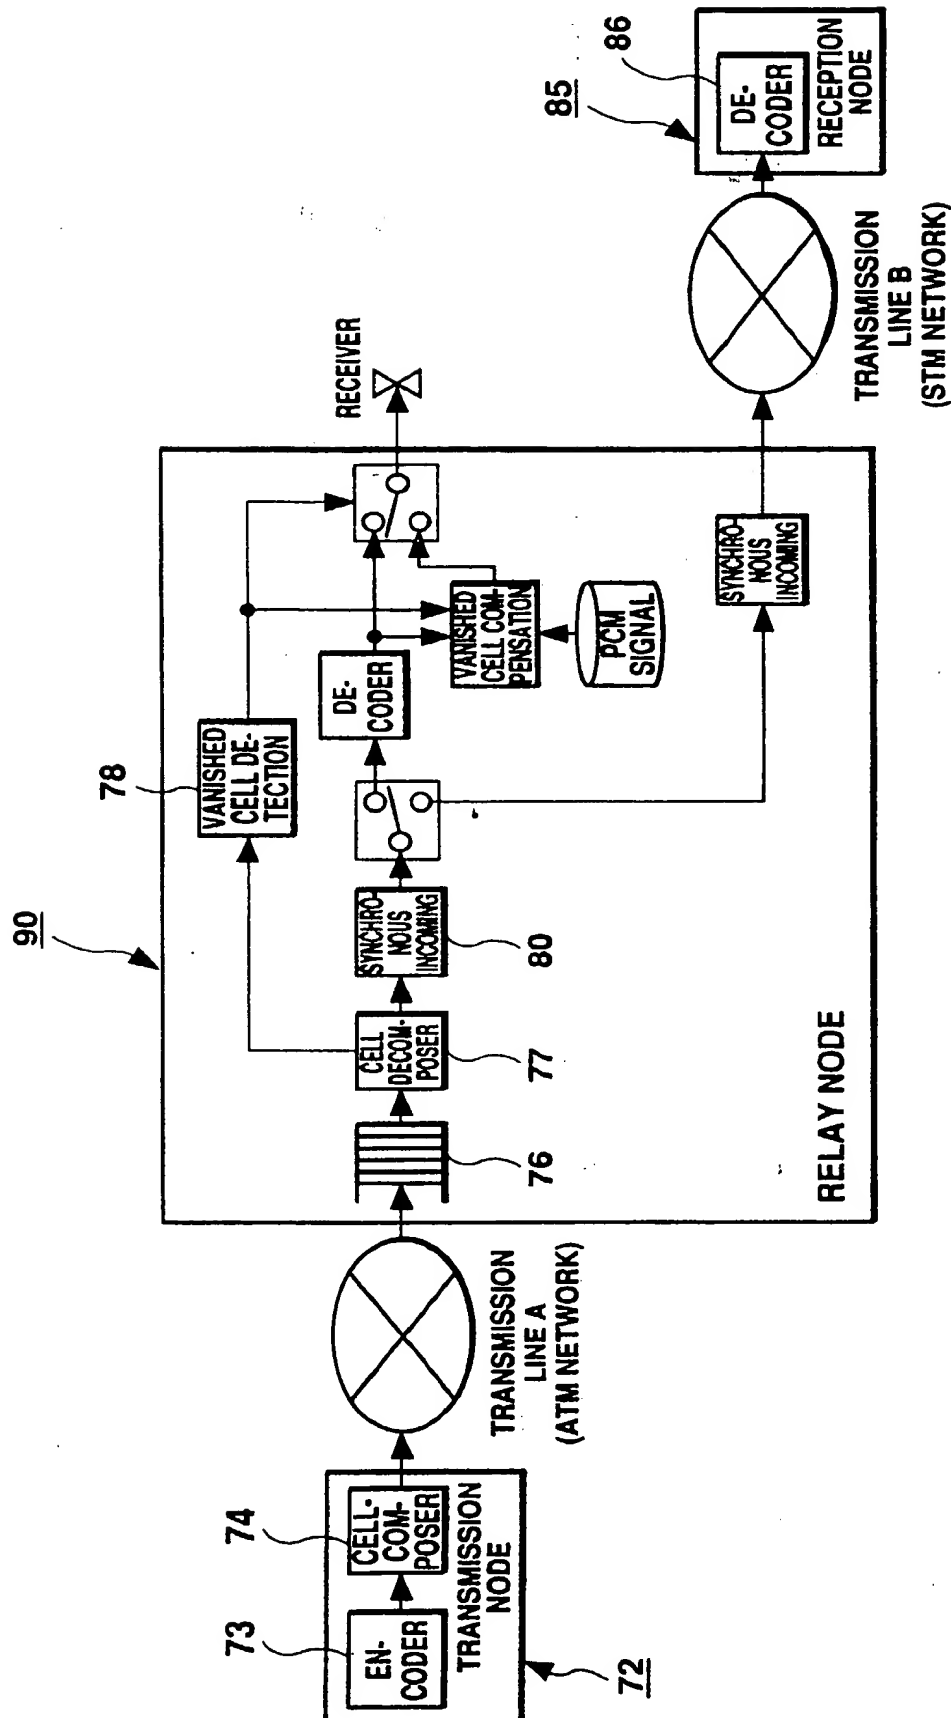 73
74
EN-
CODER
CELL-
COM-
POSER
TRANSMISSION
NODE
72
TRANSMISSION
LINE A
(ATM NETWORK)
90
76
CELL
DECOM-
POSER
77
SYNCHRO-
NOUS
INCOMING
80
78
VANISHED
CELL DE-
TECTION
DE-
CODER
VANISHED
CELL COM-
PENSATION
PCM
SIGNAL
RECEIVER
SYNCHRO-
NOUS
INCOMING
RELAY NODE
TRANSMISSION
LINE B
(STM NETWORK)
85
86
DE-
CODER
RECEPTION
NODE